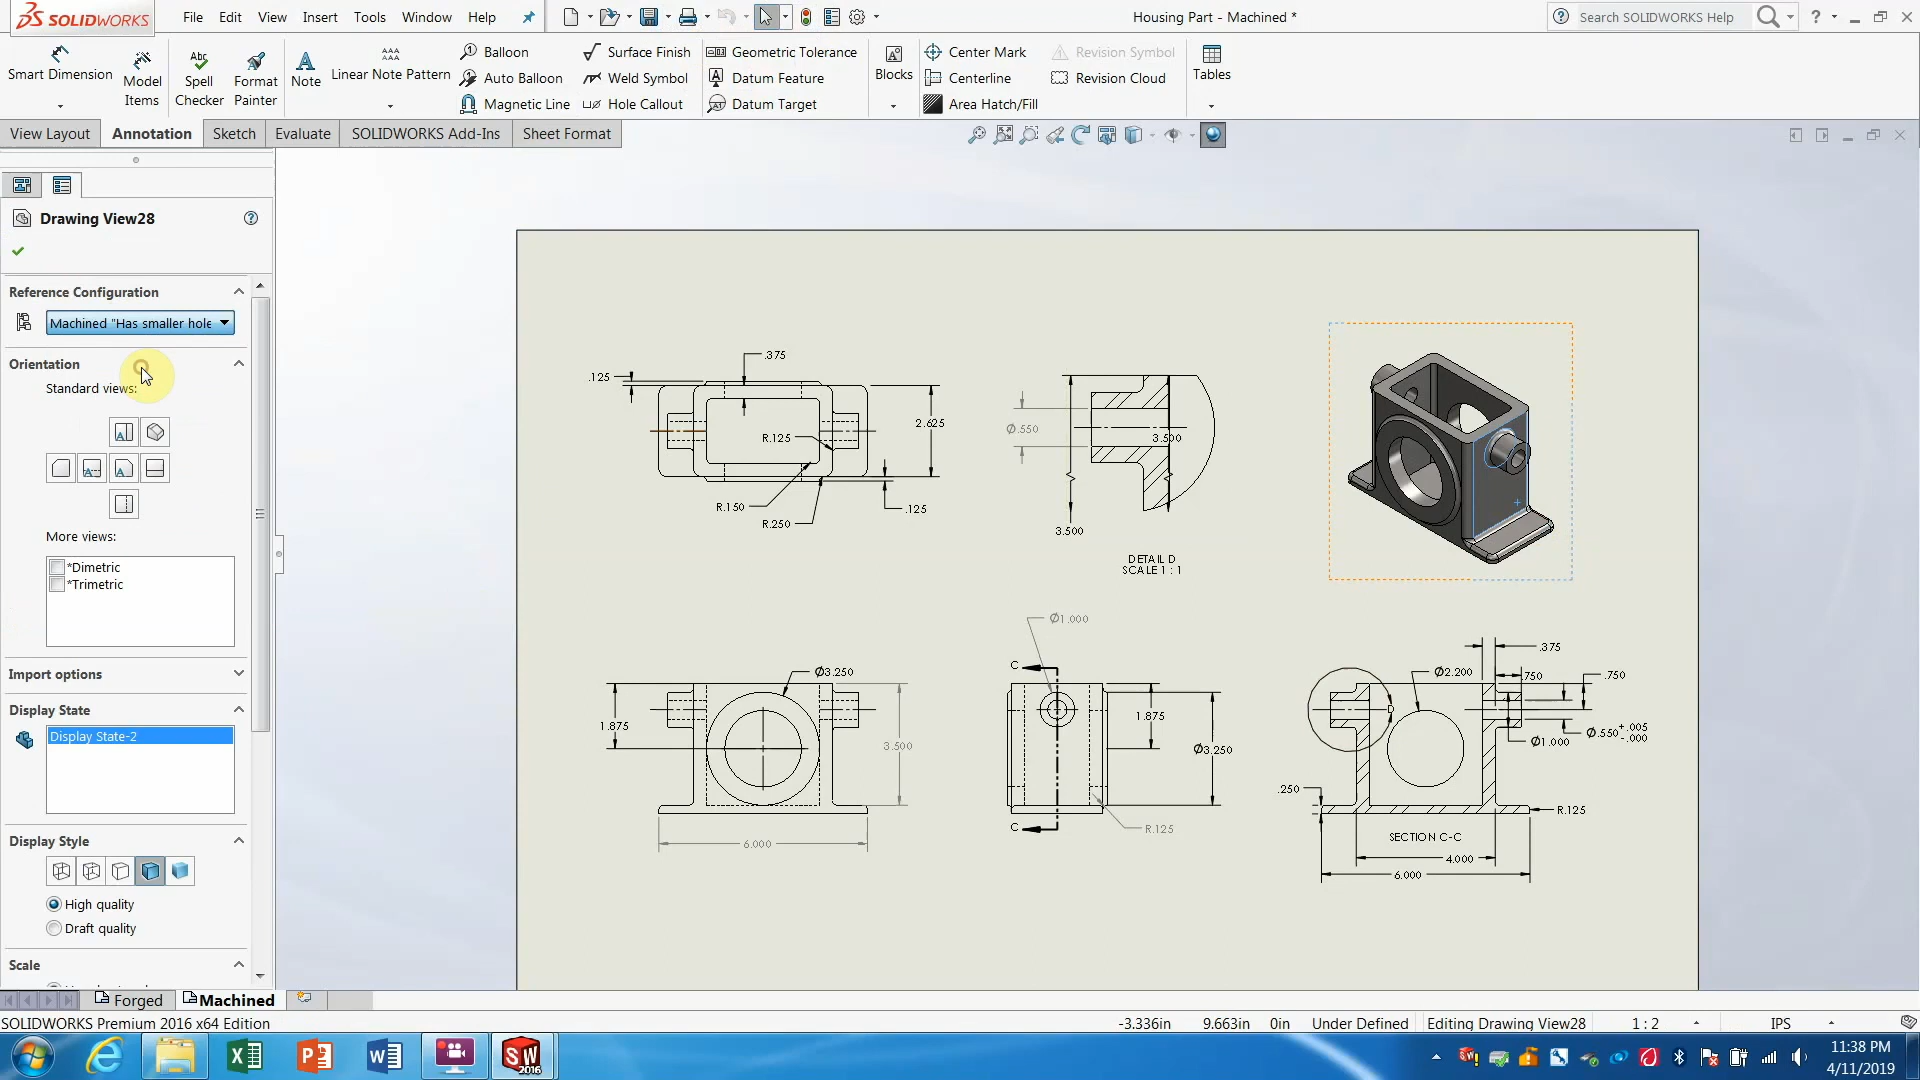 SOLIDWORKS File Edit View Insert Tools Window Help Housing Part - Machined * Search SOLIDWORKS Help
Smart Dimension
Model Items
Spell Checker
Format Painter
Note
Linear Note Pattern
Balloon
Auto Balloon
Magnetic Line
Surface Finish
Weld Symbol
Hole Callout
Geometric Tolerance
Datum Feature
Datum Target
Blocks
Center Mark
Centerline
Area Hatch/Fill
Revision Symbol
Revision Cloud
Tables
View Layout Annotation Sketch Evaluate SOLIDWORKS Add-Ins Sheet Format
Drawing View28
Reference Configuration
Machined "Has smaller hole
Orientation
Standard views:
More views:
*Dimetric
*Trimetric
Import options
Display State
Display State-2
Display Style
High quality
Draft quality
Scale
.375
.125
2.625
R.125
R.150
R.250
.125
Ø.550
3.500
3.500
DETAIL D
SCALE 1 : 1
Ø3.250
1.875
3.500
6.000
Ø1.000
C
1.875
Ø3.250
C
R.125
.375
Ø2.200
.750
.750
D
Ø1.000
Ø.550 +.005 -.000
.250
R.125
SECTION C-C
4.000
6.000
Forged Machined
SOLIDWORKS Premium 2016 x64 Edition -3.336in 9.663in 0in Under Defined Editing Drawing View28 1 : 2 IPS
SW 2016
11:38 PM
4/11/2019